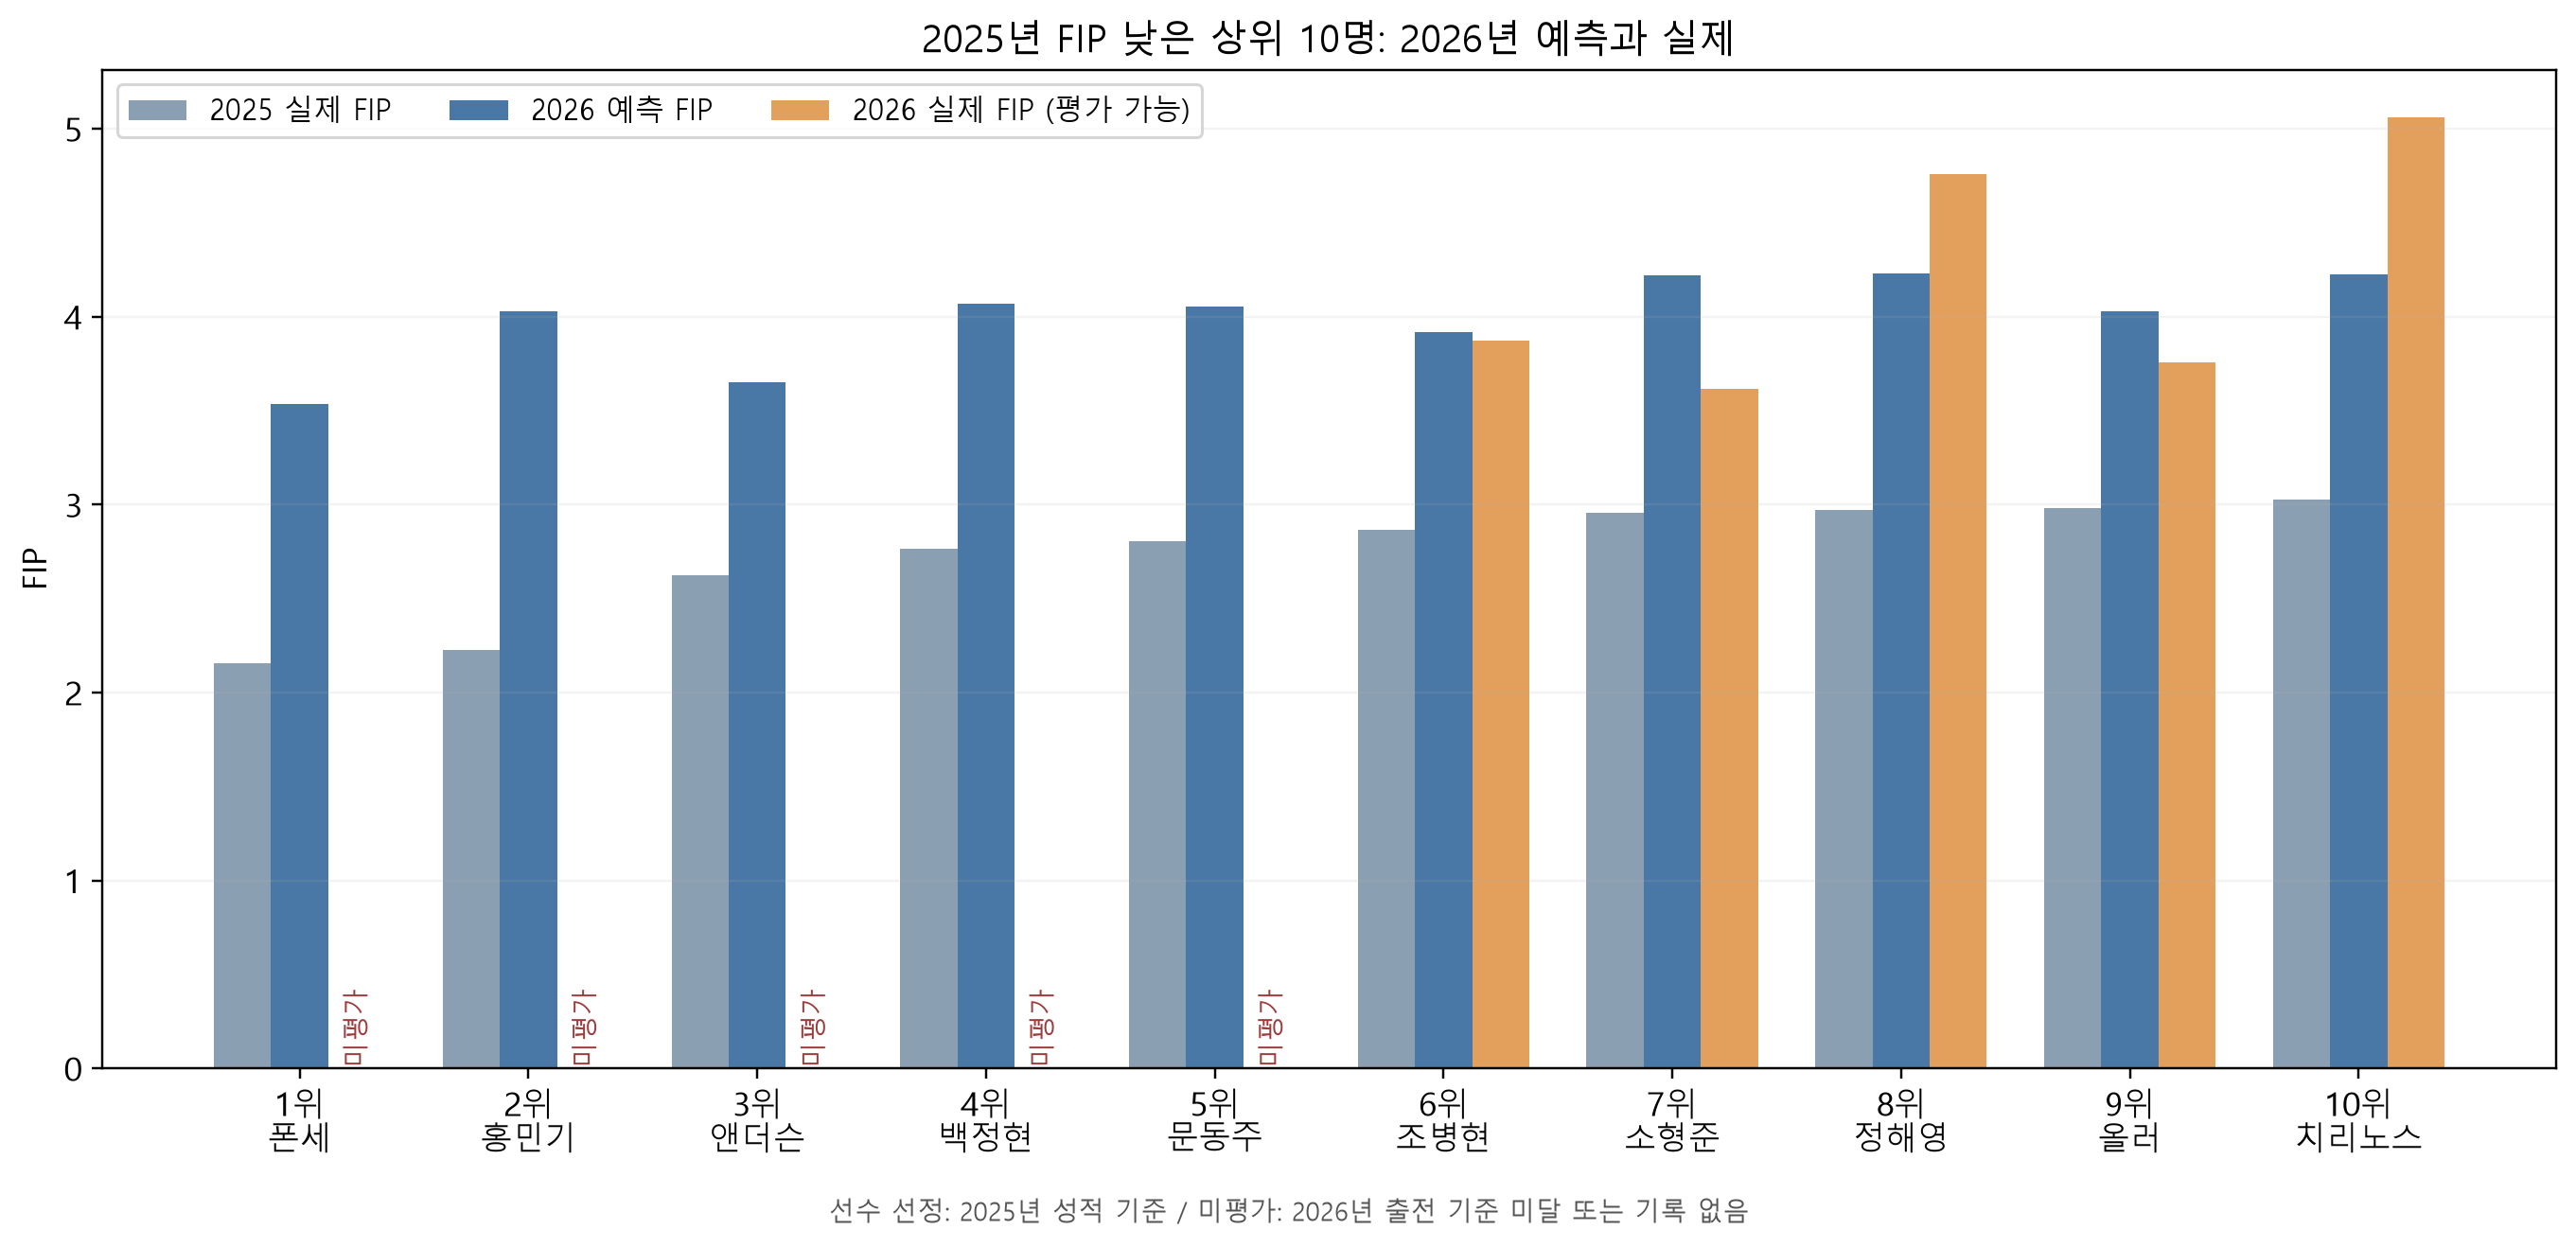 2025년 FIP 낮은 상위 10명: 2026년 예측과 실제
2025 실제 FIP
2026 예측 FIP
2026 실제 FIP (평가 가능)
FIP
5
4
3
2
1
0
미평가
미평가
미평가
미평가
미평가
1위
폰세
2위
홍민기
3위
앤더슨
4위
백정현
5위
문동주
6위
조병현
7위
소형준
8위
정해영
9위
올러
10위
치리노스
선수 선정: 2025년 성적 기준 / 미평가: 2026년 출전 기준 미달 또는 기록 없음